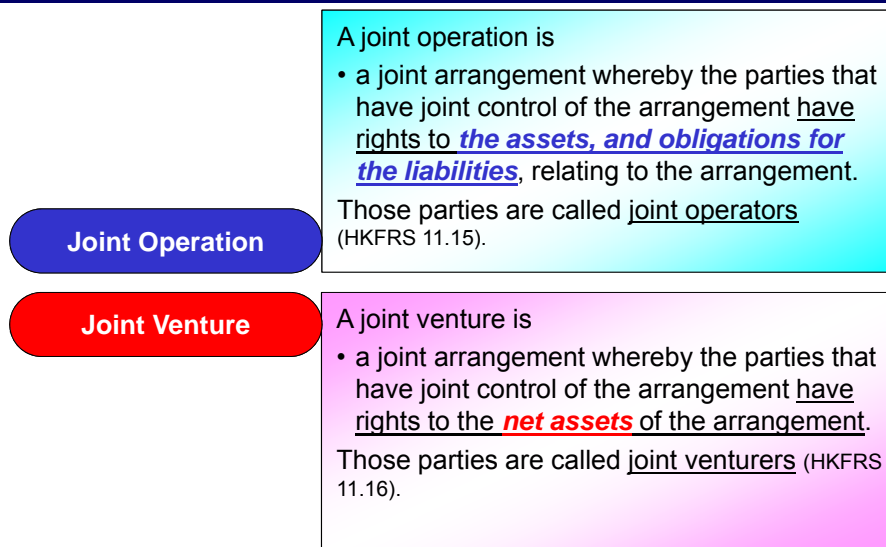 A joint operation is
• a joint arrangement whereby the parties that
have joint control of the arrangement have
rights to the assets, and obligations for
the liabilities, relating to the arrangement.
Those parties are called joint operators
(HKFRS 11.15).
Joint Operation
Joint Venture
A joint venture is
• a joint arrangement whereby the parties that
have joint control of the arrangement have
rights to the net assets of the arrangement.
Those parties are called joint venturers (HKFRS
11.16).